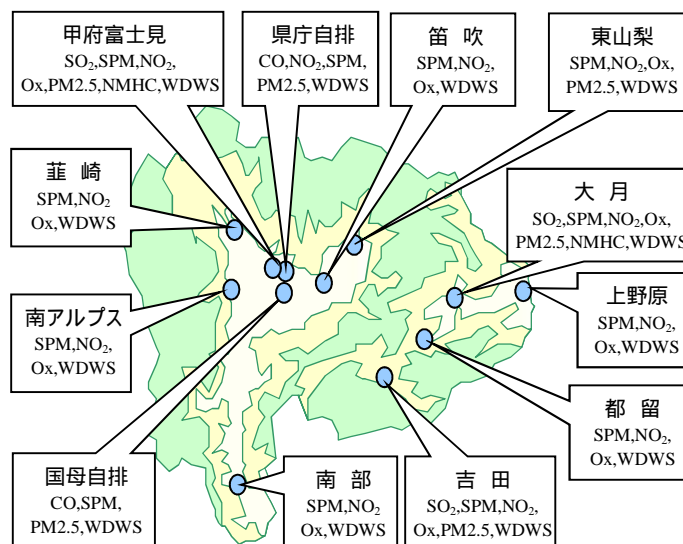 甲府富士見
SO₂,SPM,NO₂,
Ox,PM2.5,NMHC,WDWS
県庁自排
CO,NO₂,SPM,
PM2.5,WDWS
笛 吹
SPM,NO₂,
Ox,WDWS
東山梨
SPM,NO₂,Ox,
PM2.5,WDWS
韮 崎
SPM,NO₂
Ox,WDWS
大 月
SO₂,SPM,NO₂,Ox,
PM2.5,NMHC,WDWS
南アルプス
SPM,NO₂,
Ox,WDWS
上野原
SPM,NO₂,
Ox,WDWS
都 留
SPM,NO₂,
Ox,WDWS
国母自排
CO,SPM,
PM2.5,WDWS
南 部
SPM,NO₂
Ox,WDWS
吉 田
SO₂,SPM,NO₂,
Ox,PM2.5,WDWS